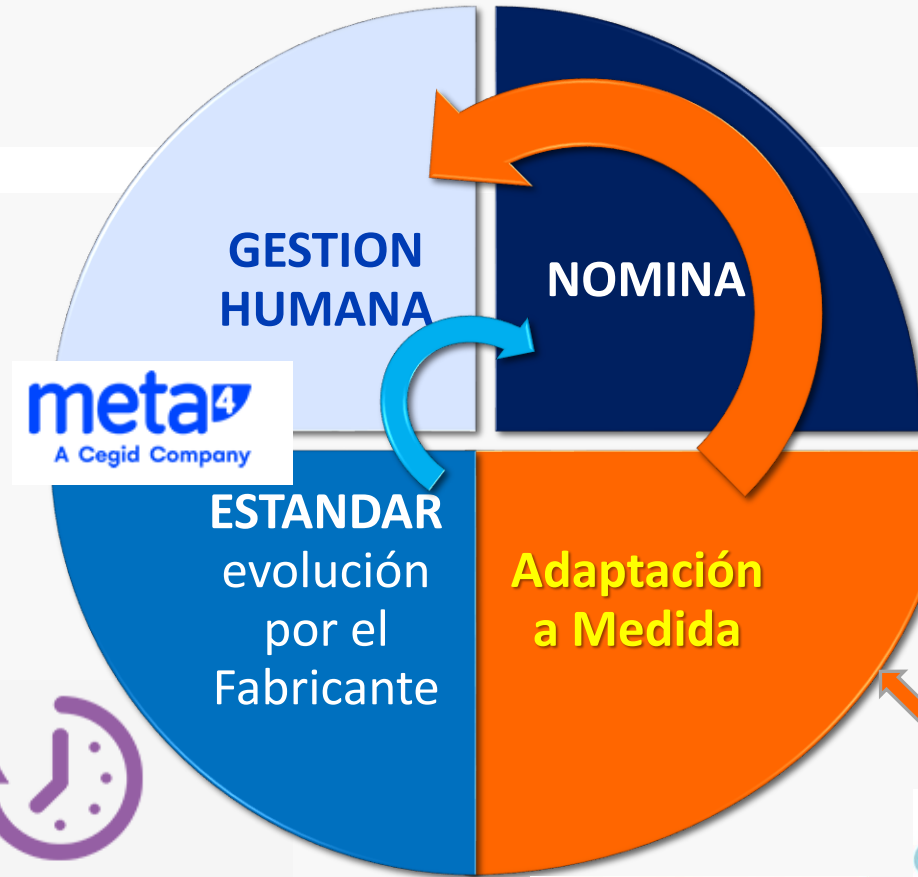 GESTION
HUMANA
NOMINA
meta4
A Cegid Company
ESTANDAR
evolución
por el
Fabricante
Adaptación
a Medida